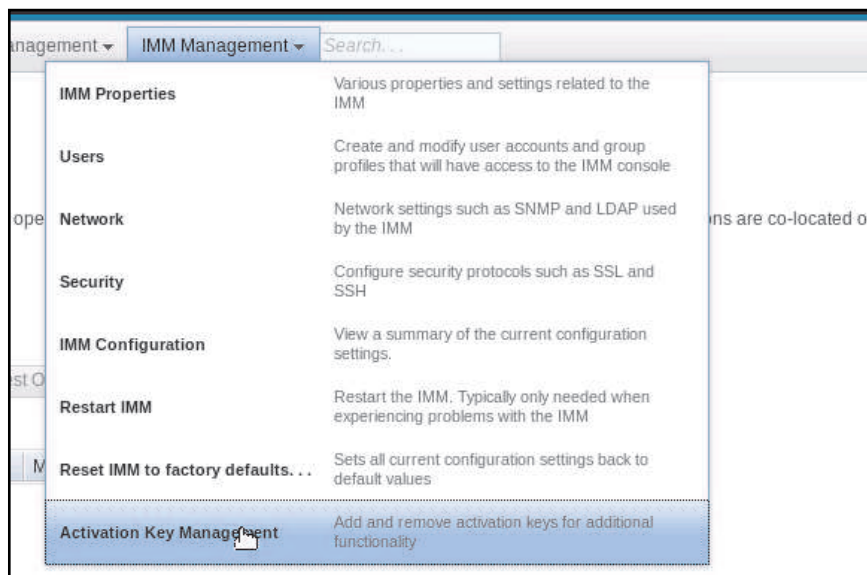 anagement IMM Management Search. . .
IMM Properties Various properties and settings related to the
IMM
Users Create and modify user accounts and group
profiles that will have access to the IMM console
ope Network Network settings such as SNMP and LDAP used ons are co-located o
by the IMM
Security Configure security protocols such as SSL and
SSH
IMM Configuration View a summary of the current configuration
settings.
est O
Restart IMM Restart the IMM. Typically only needed when
experiencing problems with the IMM
M Reset IMM to factory defaults. . . Sets all current configuration settings back to
default values
Activation Key Management Add and remove activation keys for additional
functionality